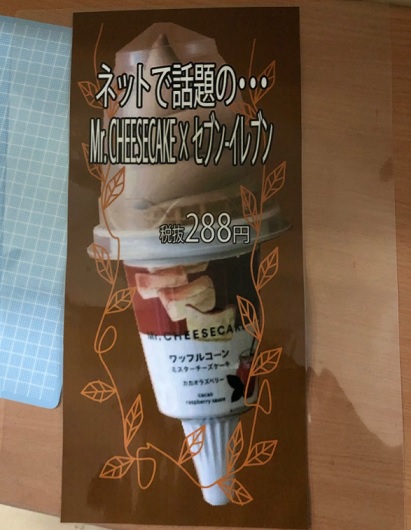 ネットで話題の・・・
Mr. CHEESECAKE × セブン-イレブン
税抜288円
Mr. CHEESECAKE
ワッフルコーン
ミスターチーズケーキ
カカオラズベリー
cacao
raspberry sauce